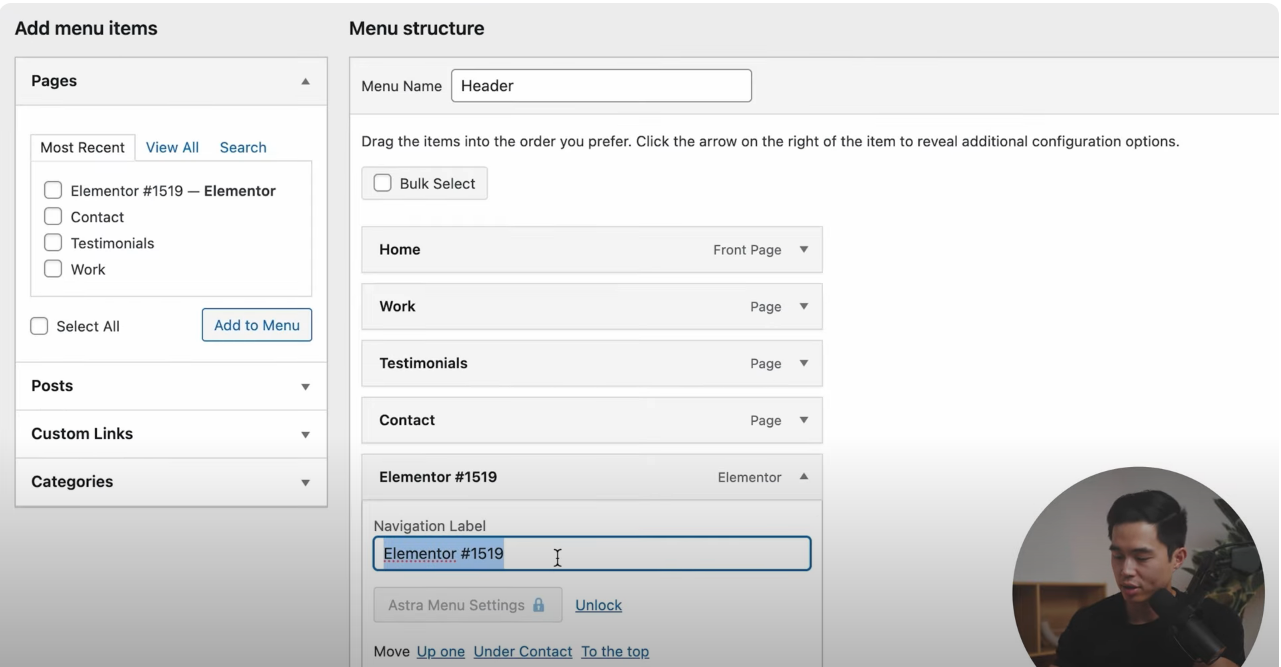 Add menu items
Menu structure
Pages
Menu Name Header
Drag the items into the order you prefer. Click the arrow on the right of the item to reveal additional configuration options.
Most Recent View All Search
Bulk Select
Elementor #1519 — Elementor
Contact
Testimonials
Work
Select All Add to Menu
Posts
Custom Links
Categories
Home Front Page
Work Page
Testimonials Page
Contact Page
Elementor #1519 Elementor
Navigation Label
Elementor #1519
Astra Menu Settings Unlock
Move Up one Under Contact To the top